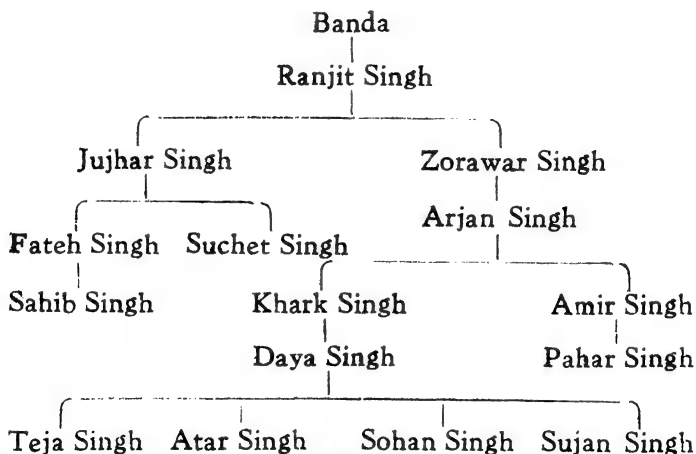 Banda
Ranjit Singh
Jujhar Singh Zorawar Singh
Arjan Singh
Fateh Singh Suchet Singh
Sahib Singh Khark Singh Amir Singh
Daya Singh Pahar Singh
Teja Singh Atar Singh Sohan Singh Sujan Singh